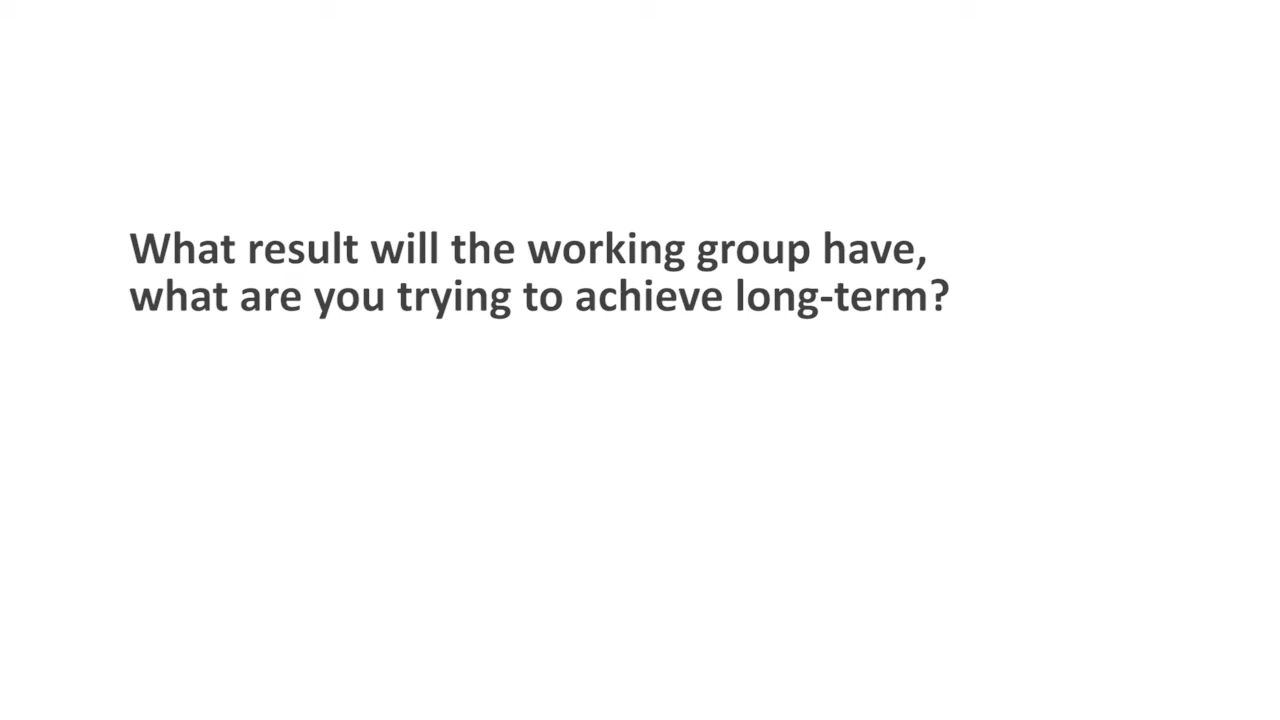 What result will the working group have,
what are you trying to achieve long-term?